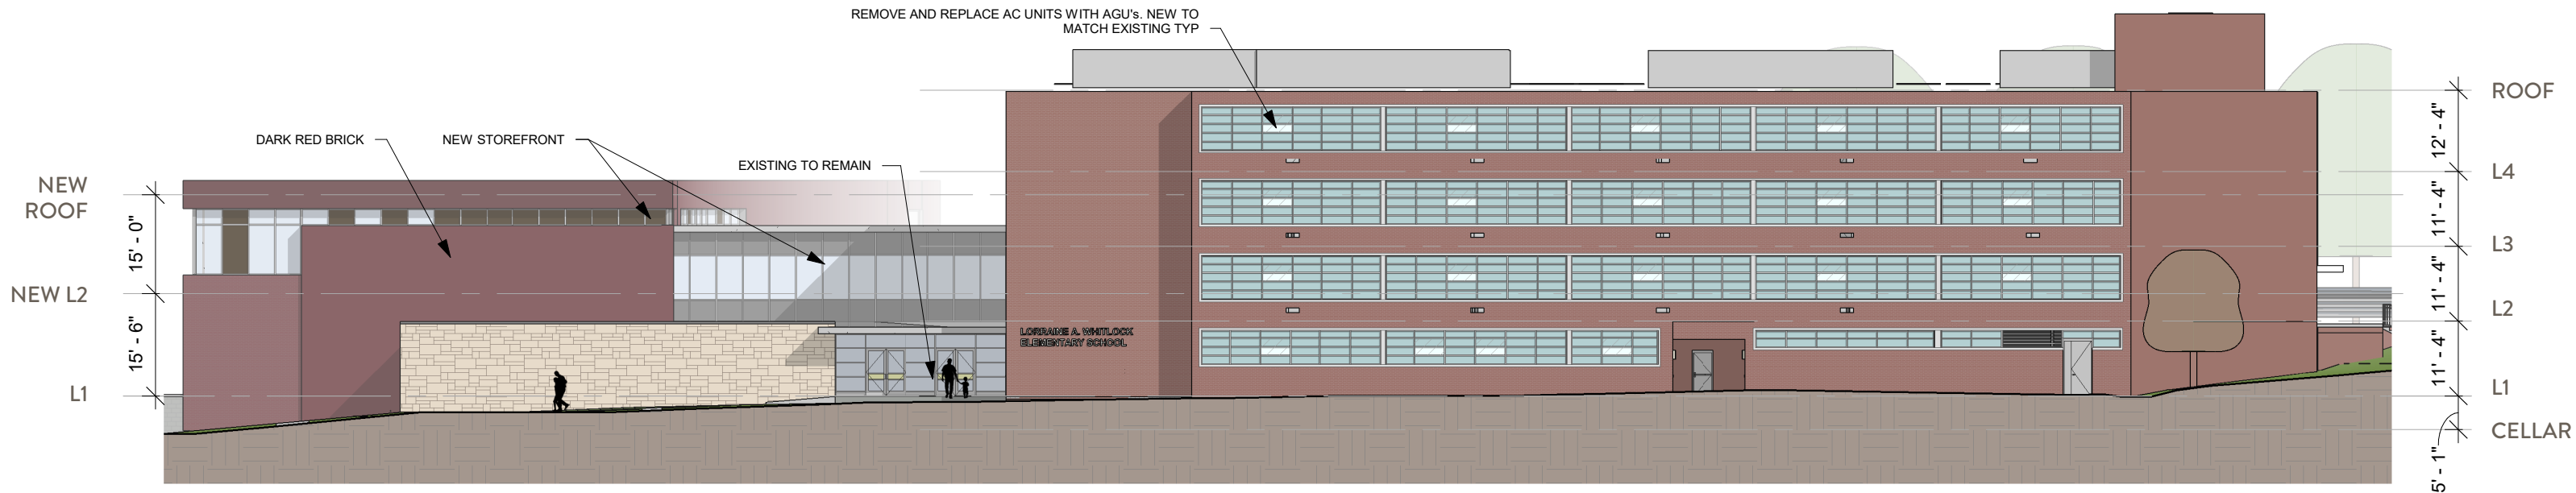 REMOVE AND REPLACE AC UNITS WITH AGU's. NEW TO
MATCH EXISTING TYP
DARK RED BRICK
NEW STOREFRONT
EXISTING TO REMAIN
NEW
ROOF
15' - 0"
NEW L2
15' - 6"
L1
LORRAINE A. WHITLOCK
ELEMENTARY SCHOOL
ROOF
12' - 4"
L4
11' - 4"
L3
11' - 4"
L2
11' - 4"
L1
CELLAR
5' - 1"